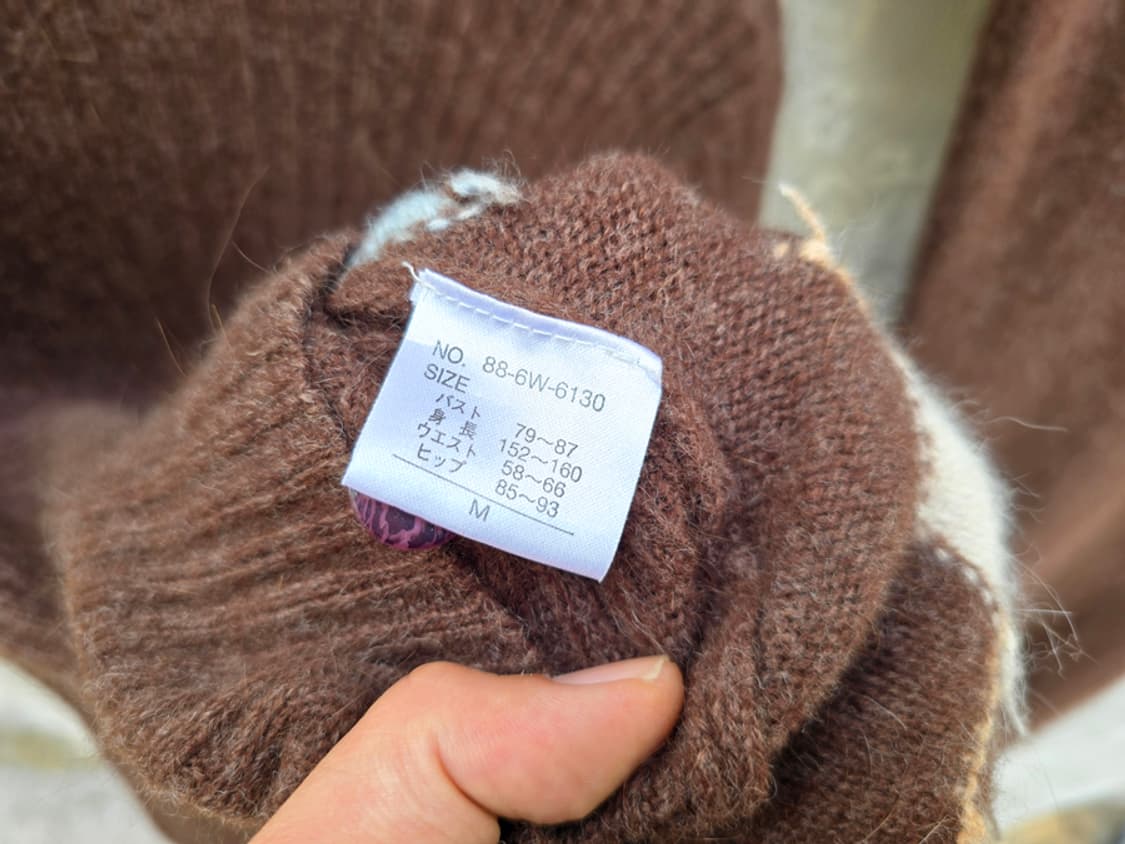 NO. 88-6W-6130
SIZE
バスト 79～87
身 長 152～160
ウエスト 58～66
ヒップ 85～93
M